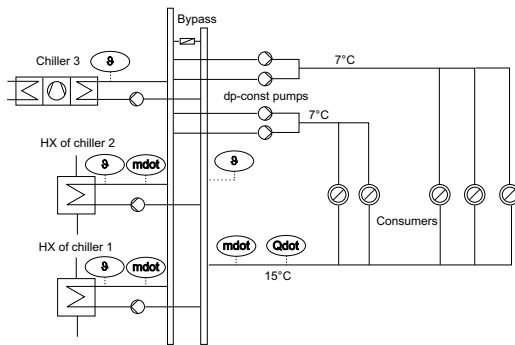 Bypass
Chiller 3
ϑ
7°C
dp-const pumps
7°C
HX of chiller 2
ϑ
mdot
ϑ
Consumers
HX of chiller 1
ϑ
mdot
mdot
Qdot
15°C